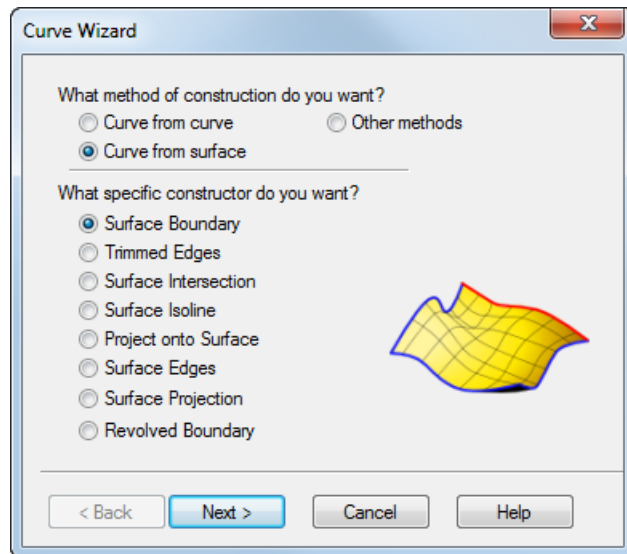 Curve Wizard
What method of construction do you want?
Curve from curve Other methods
Curve from surface
What specific constructor do you want?
Surface Boundary
Trimmed Edges
Surface Intersection
Surface Isoline
Project onto Surface
Surface Edges
Surface Projection
Revolved Boundary
< Back Next > Cancel Help